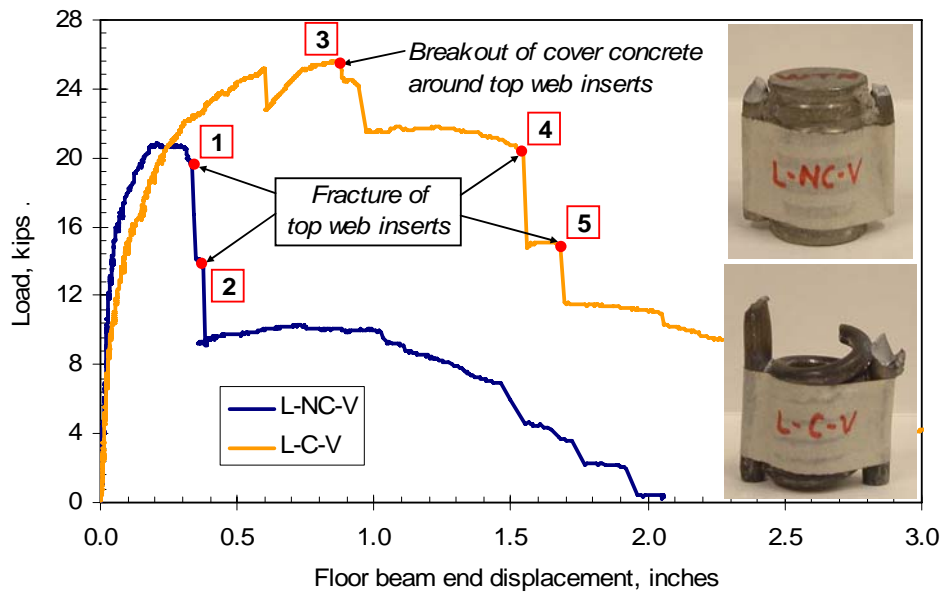 28
24
20
16
12
8
4
0
Load, kips .
0.0
0.5
1.0
1.5
2.0
2.5
3.0
Floor beam end displacement, inches
1
2
3
4
5
Breakout of cover concrete
around top web inserts
Fracture of
top web inserts
L-NC-V
L-C-V
L-NC-V
L-C-V